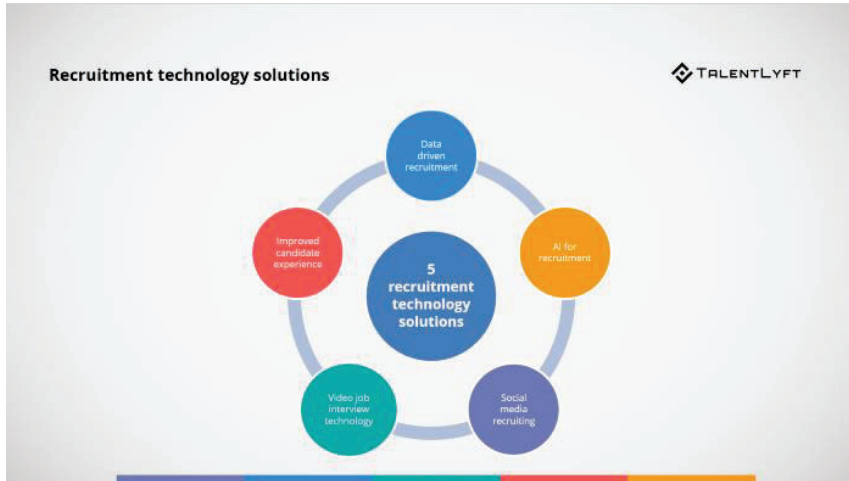 Recruitment technology solutions
TALENTLYFT
Data
driven
recruitment
Improved
candidate
experience
AI for
recruitment
5
recruitment
technology
solutions
Video job
interview
technology
Social
media
recruiting